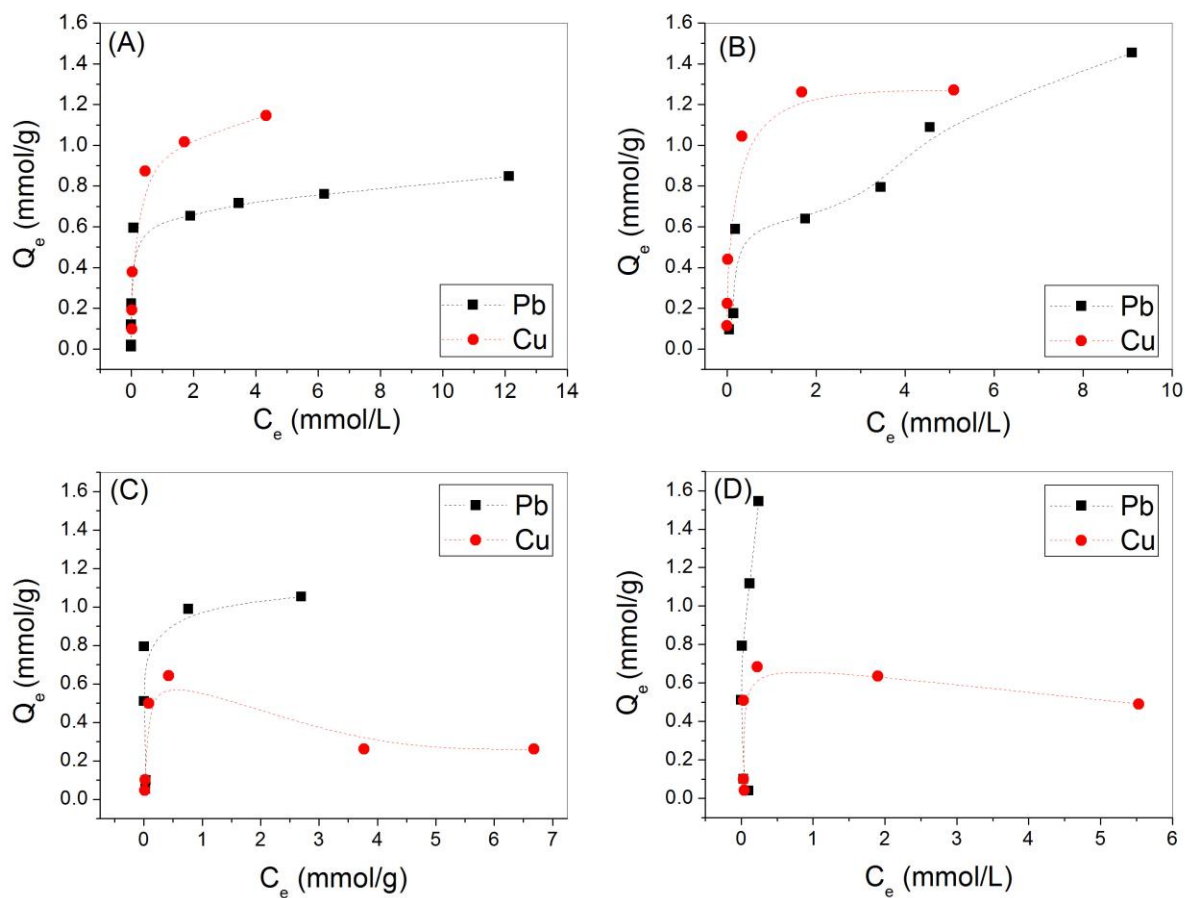 (A)
1.6
1.4
1.2
1.0
0.8
0.6
0.4
0.2
0.0
Qe (mmol/g)
Pb
Cu
0 2 4 6 8 10 12 14
Ce (mmol/L)
(B)
1.6
1.4
1.2
1.0
0.8
0.6
0.4
0.2
0.0
Qe (mmol/g)
Pb
Cu
0 2 4 6 8 10
Ce (mmol/L)
(C)
1.6
1.4
1.2
1.0
0.8
0.6
0.4
0.2
0.0
Qe (mmol/g)
Pb
Cu
0 1 2 3 4 5 6 7
Ce (mmol/g)
(D)
1.6
1.4
1.2
1.0
0.8
0.6
0.4
0.2
0.0
Qe (mmol/g)
Pb
Cu
0 1 2 3 4 5 6
Ce (mmol/L)